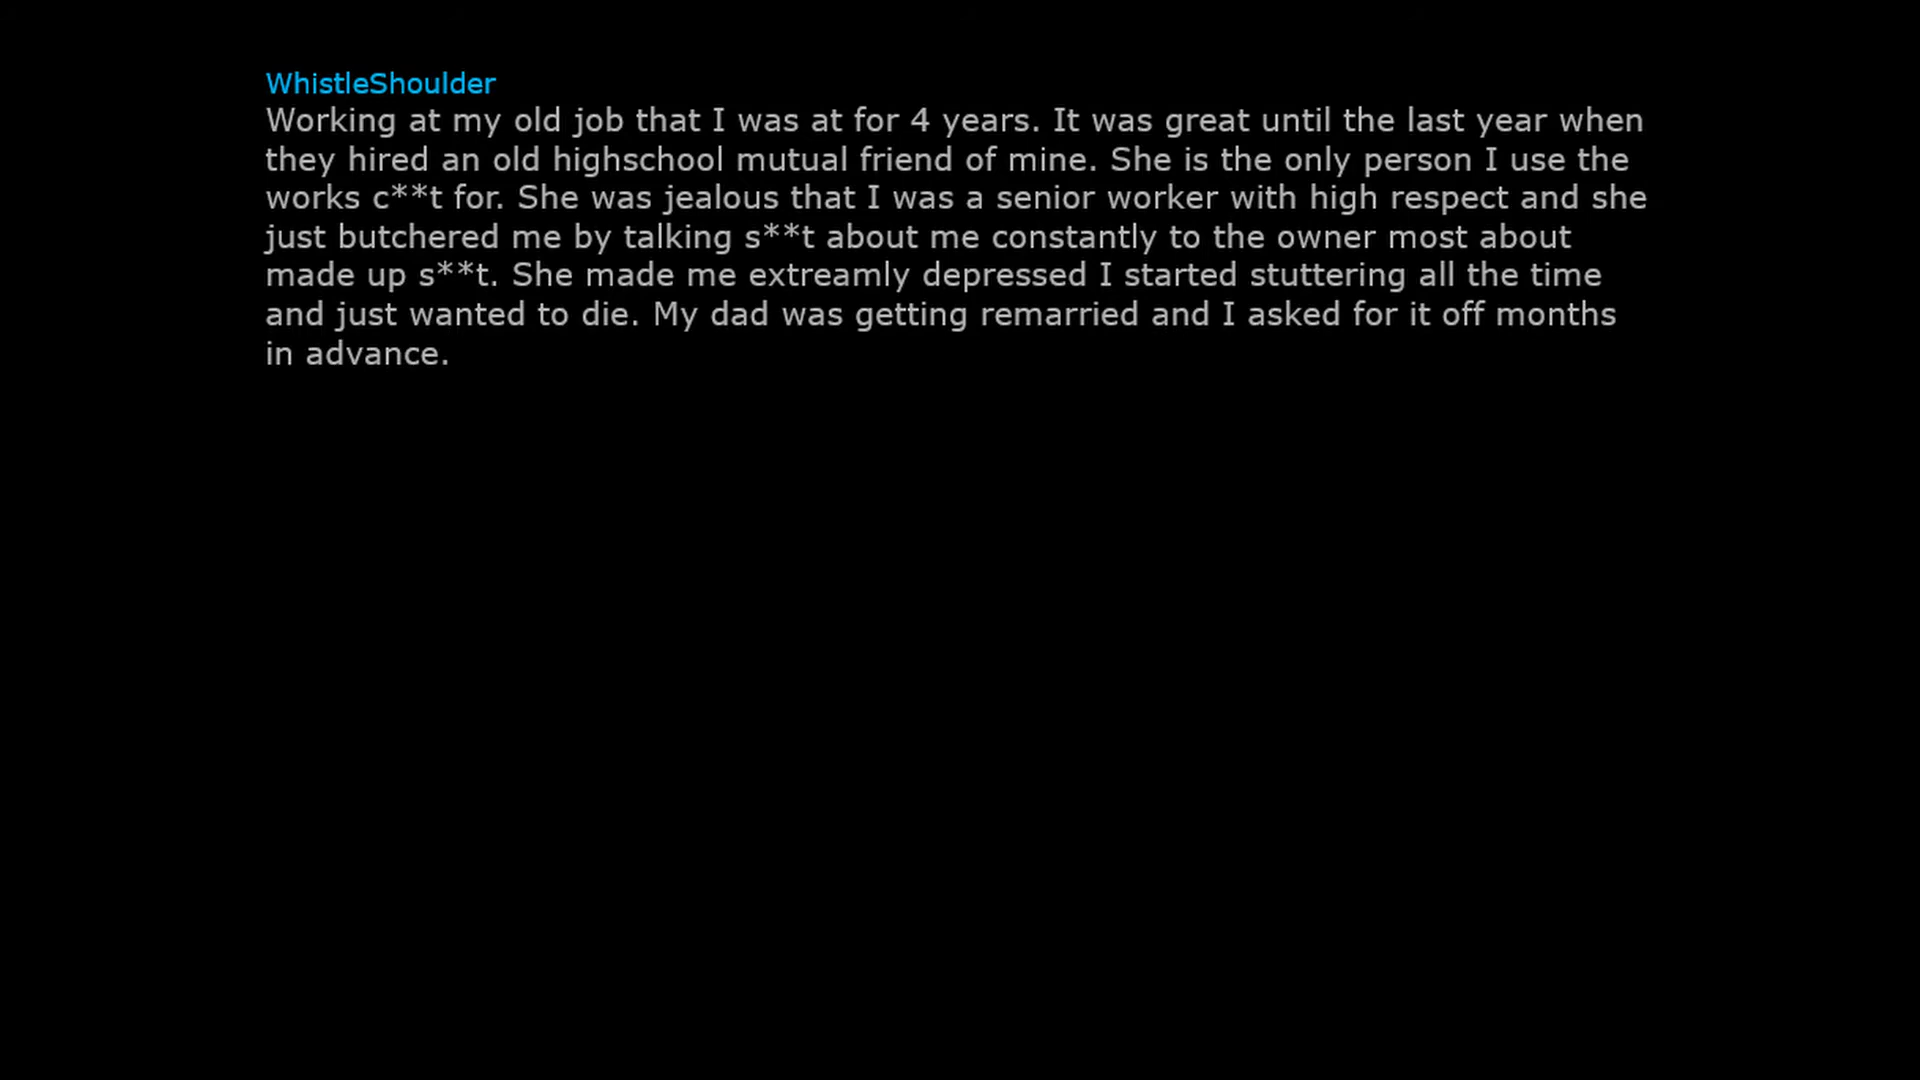 WhistleShoulder
Working at my old job that I was at for 4 years. It was great until the last year when
they hired an old highschool mutual friend of mine. She is the only person I use the
works c**t for. She was jealous that I was a senior worker with high respect and she
just butchered me by talking s**t about me constantly to the owner most about
made up s**t. She made me extreamly depressed I started stuttering all the time
and just wanted to die. My dad was getting remarried and I asked for it off months
in advance.